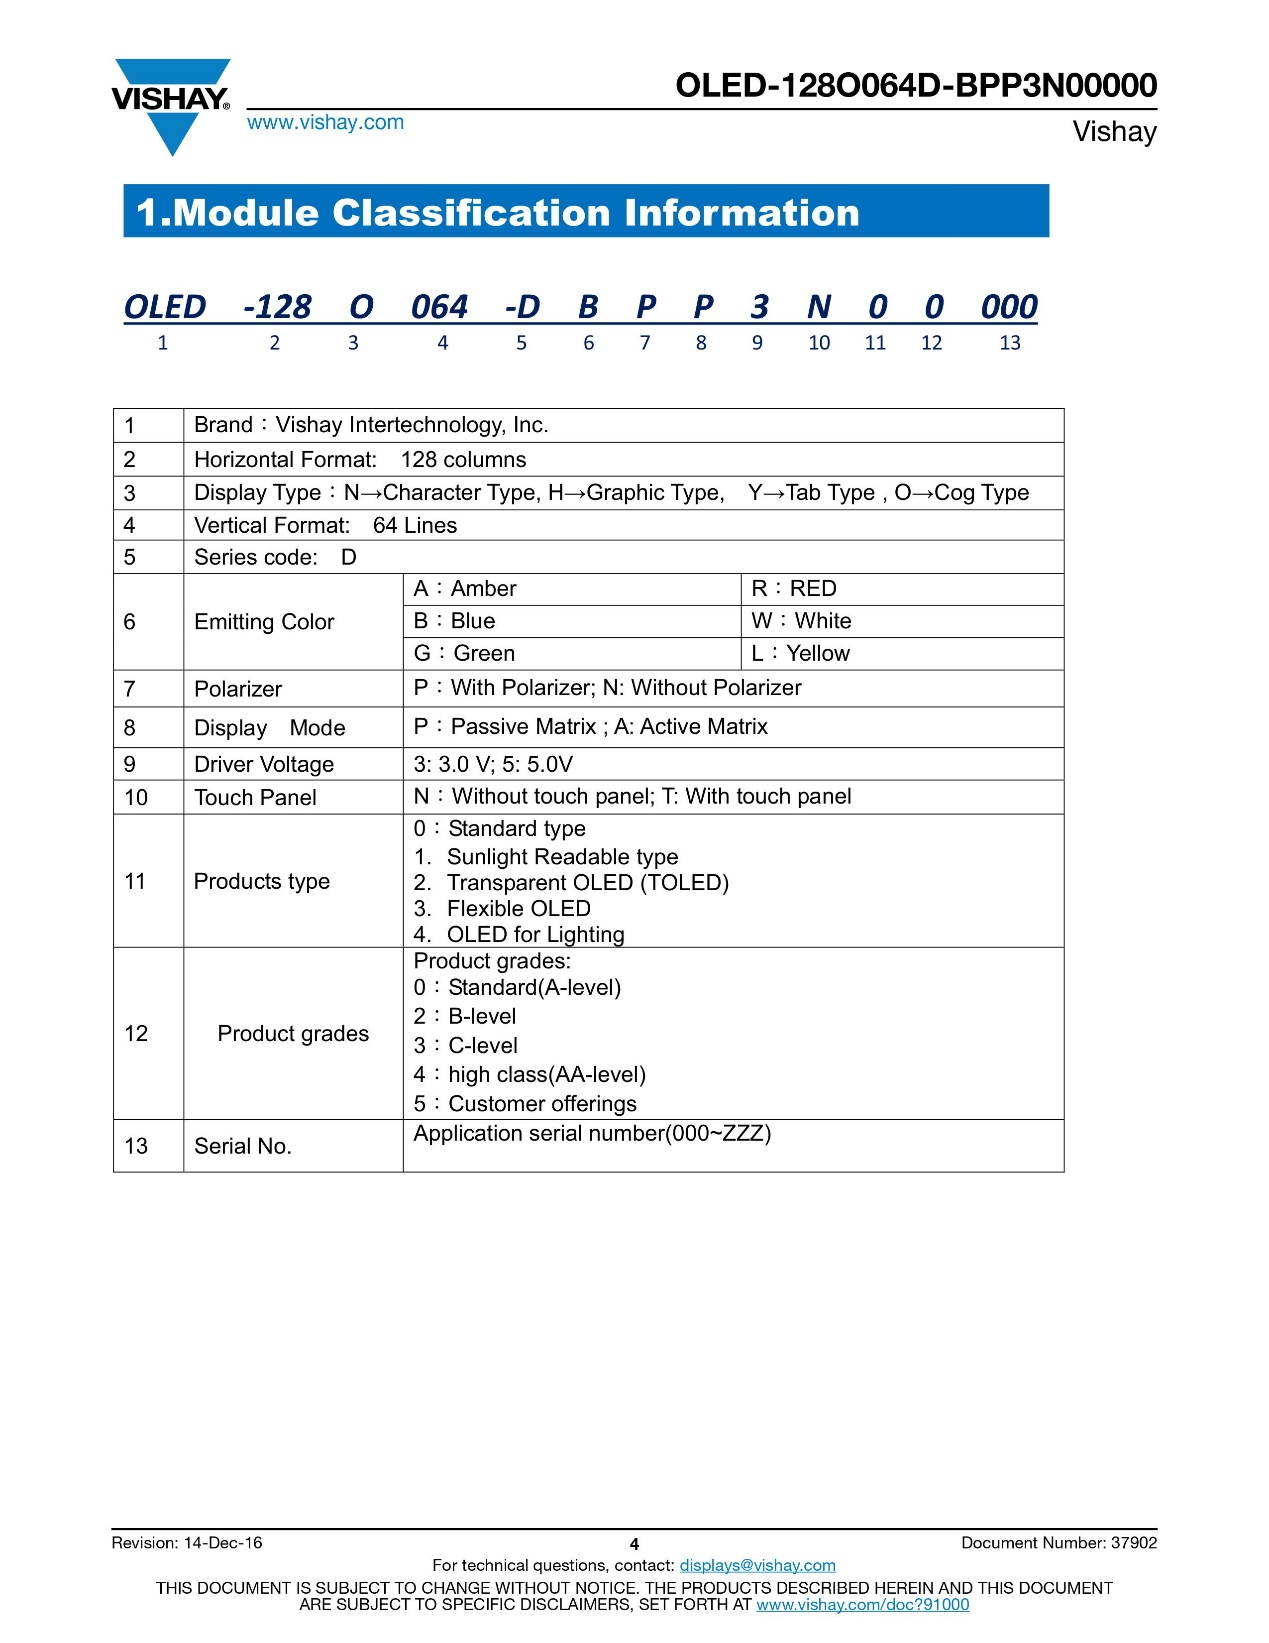 VISHAY®
OLED-128O064D-BPP3N00000
www.vishay.com
Vishay
1.Module Classification Information
OLED -128 O 064 -D B P P 3 N 0 0 000
1 2 3 4 5 6 7 8 9 10 11 12 13
1 Brand：Vishay Intertechnology, Inc.
2 Horizontal Format: 128 columns
3 Display Type：N→Character Type, H→Graphic Type, Y→Tab Type , O→Cog Type
4 Vertical Format: 64 Lines
5 Series code: D
6 Emitting Color
A：Amber R：RED
B：Blue W：White
G：Green L：Yellow
7 Polarizer P：With Polarizer; N: Without Polarizer
8 Display Mode P：Passive Matrix ; A: Active Matrix
9 Driver Voltage 3: 3.0 V; 5: 5.0V
10 Touch Panel N：Without touch panel; T: With touch panel
11 Products type
0：Standard type
1. Sunlight Readable type
2. Transparent OLED (TOLED)
3. Flexible OLED
4. OLED for Lighting
12 Product grades
Product grades:
0：Standard(A-level)
2：B-level
3：C-level
4：high class(AA-level)
5：Customer offerings
13 Serial No. Application serial number(000~ZZZ)
Revision: 14-Dec-16 4 Document Number: 37902
For technical questions, contact: displays@vishay.com
THIS DOCUMENT IS SUBJECT TO CHANGE WITHOUT NOTICE. THE PRODUCTS DESCRIBED HEREIN AND THIS DOCUMENT
ARE SUBJECT TO SPECIFIC DISCLAIMERS, SET FORTH AT www.vishay.com/doc?91000